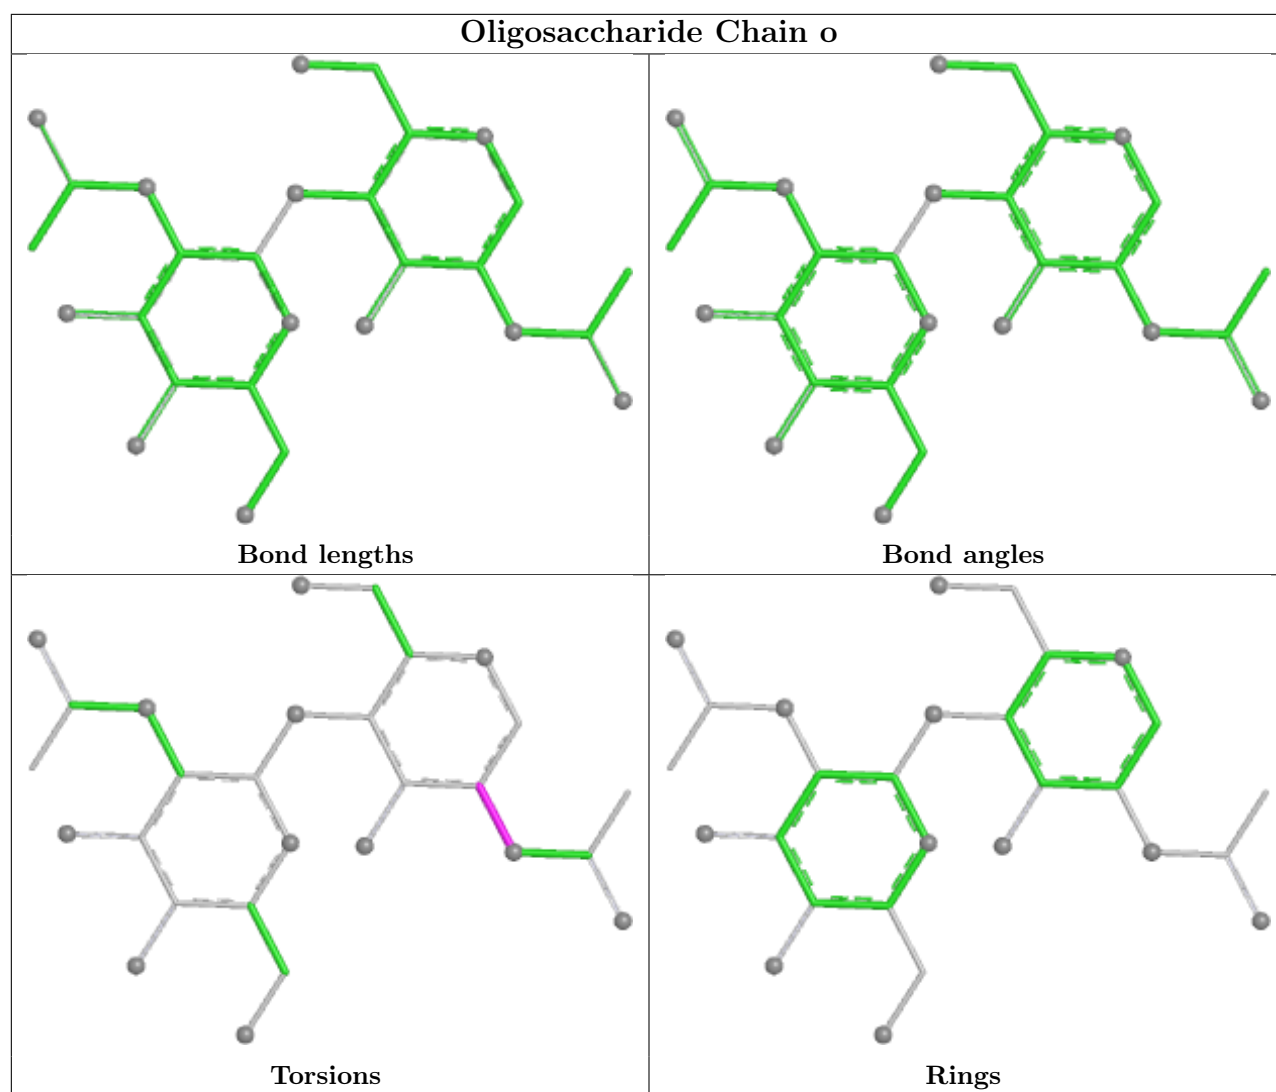 Oligosaccharide Chain o
Bond lengths
Bond angles
Torsions
Rings